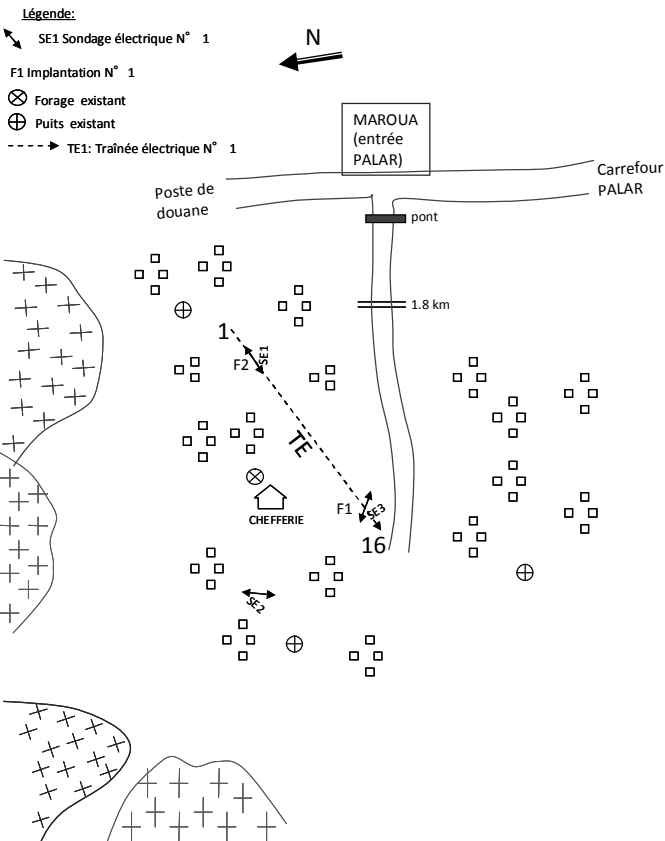 Légende:
SE1 Sondage électrique N° 1
F1 Implantation N° 1
Forage existant
Puits existant
TE1: Traînée électrique N° 1
N
MAROUA
(entrée
PALAR)
Carrefour
PALAR
Poste de
douane
pont
1.8 km
1
F2
SE1
TE
F1
SE3
CHEFFERIE
16
SE2